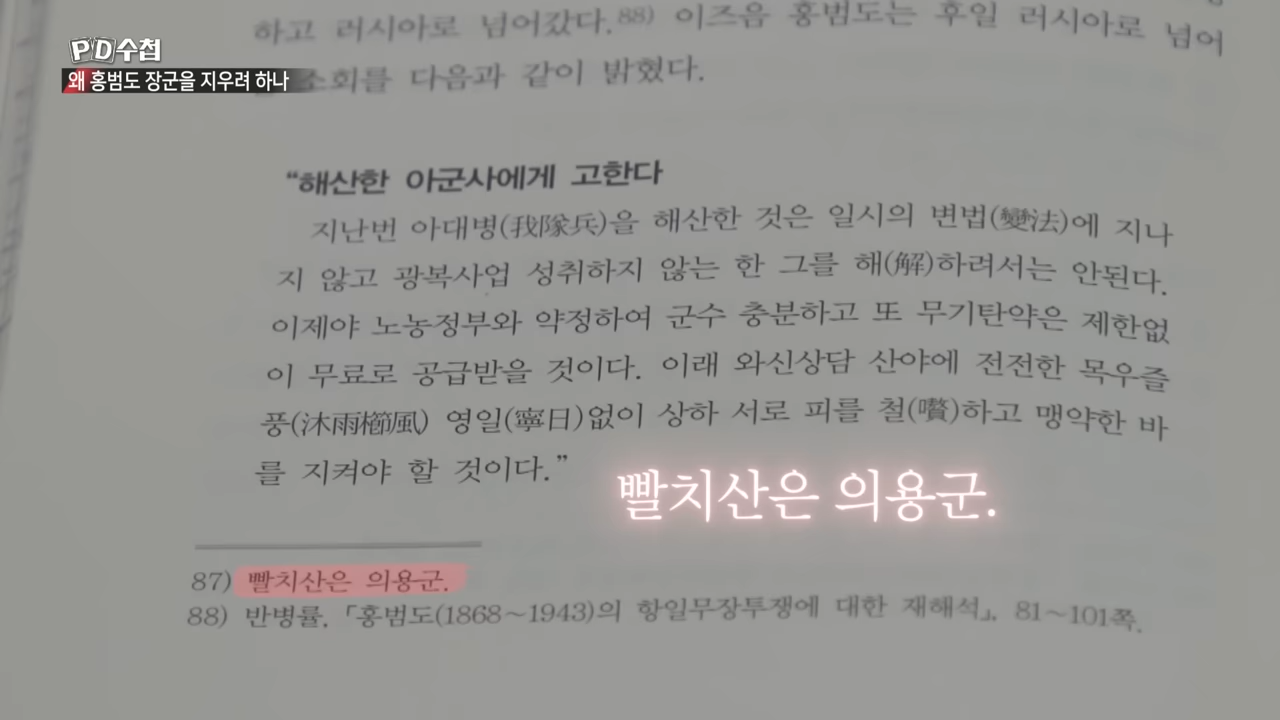 PD수첩
왜 홍범도 장군을 지우려 하나
하고 러시아로 넘어갔다.88) 이즈음 홍범도는 후일 러시아로 넘어
소회를 다음과 같이 밝혔다.
“해산한 아군사에게 고한다
지난번 아대병(我隊兵)을 해산한 것은 일시의 변법(變法)에 지나
지 않고 광복사업 성취하지 않는 한 그를 해(解)하려서는 안된다.
이제야 노농정부와 약정하여 군수 충분하고 또 무기탄약은 제한없
이 무료로 공급받을 것이다. 이래 와신상담 산야에 전전한 목우즐
풍(沐雨櫛風) 영일(寧日)없이 상하 서로 피를 철(囋)하고 맹약한 바
를 지켜야 할 것이다.”
빨치산은 의용군.
87) 빨치산은 의용군.
88) 반병률, 「홍범도(1868～1943)의 항일무장투쟁에 대한 재해석」, 81～101쪽.